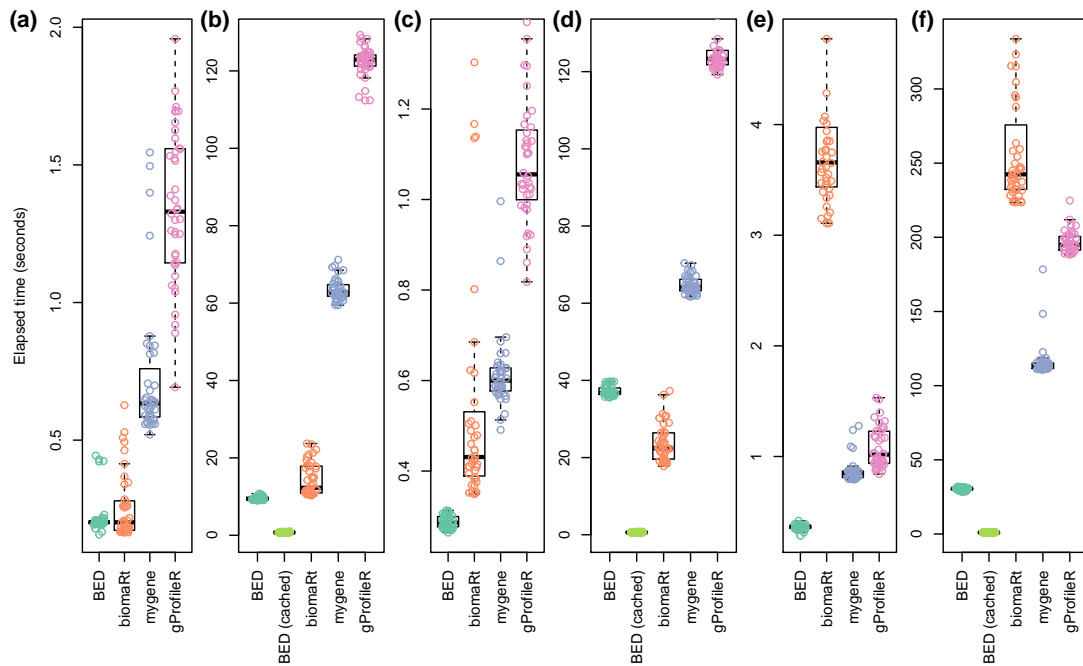 (a) (b) (c) (d) (e) (f)
Elapsed time (seconds)
2.0
1.5
1.0
0.5
BED
biomaRt
mygene
gProfileR
120
100
80
60
40
20
0
BED
BED (cached)
biomaRt
mygene
gProfileR
1.2
1.0
0.8
0.6
0.4
BED
biomaRt
mygene
gProfileR
120
100
80
60
40
20
0
BED
BED (cached)
biomaRt
mygene
gProfileR
4
3
2
1
BED
biomaRt
mygene
gProfileR
300
250
200
150
100
50
0
BED
BED (cached)
biomaRt
mygene
gProfileR